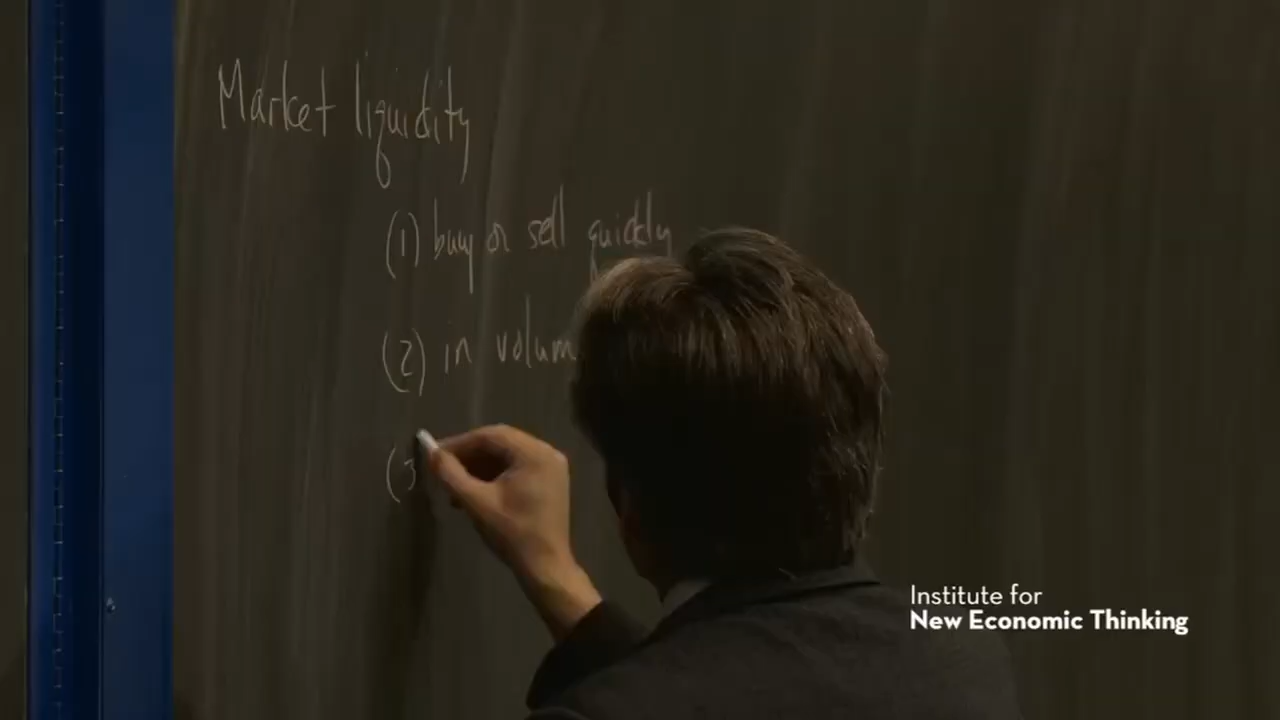 Market liquidity
(1) buy or sell quickly
(2) in volum
(3
Institute for
New Economic Thinking